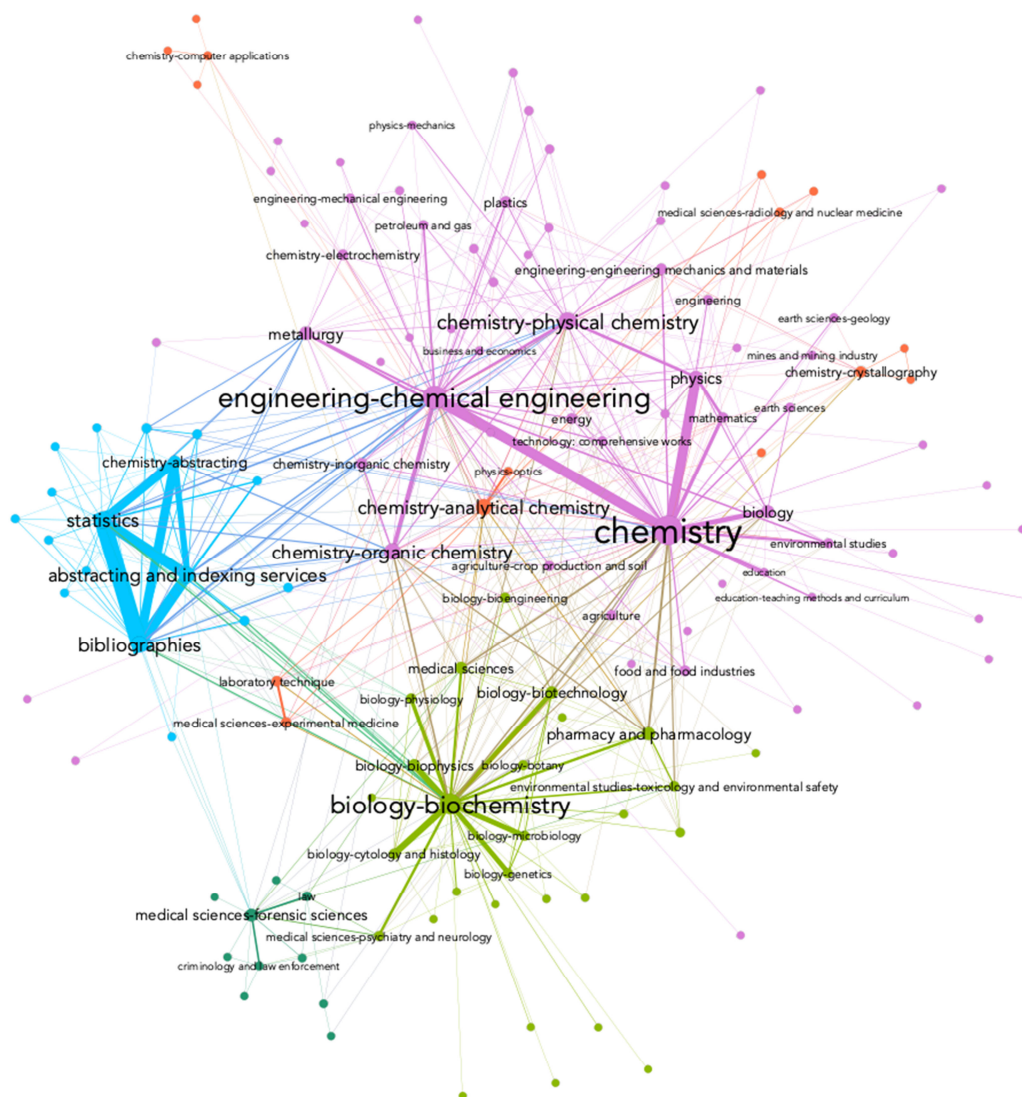 chemistry-computer applications
physics-mechanics
engineering-mechanical engineering
plastics
medical sciences-radiology and nuclear medicine
petroleum and gas
chemistry-electrochemistry
engineering-engineering mechanics and materials
engineering
earth sciences-geology
chemistry-physical chemistry
metallurgy
business and economics
mines and mining industry
chemistry-crystallography
physics
engineering-chemical engineering
earth sciences
energy
mathematics
technology: comprehensive works
chemistry-abstracting
chemistry-inorganic chemistry
physics-optics
chemistry-analytical chemistry
biology
statistics
chemistry
environmental studies
chemistry-organic chemistry
agriculture-crop production and soil
education
abstracting and indexing services
biology-bioengineering
education-teaching methods and curriculum
agriculture
bibliographies
medical sciences
food and food industries
laboratory technique
biology-physiology
biology-biotechnology
medical sciences-experimental medicine
pharmacy and pharmacology
biology-biophysics
biology-botany
environmental studies-toxicology and environmental safety
biology-biochemistry
biology-microbiology
biology-cytology and histology
biology-genetics
law
medical sciences-forensic sciences
medical sciences-psychiatry and neurology
criminology and law enforcement